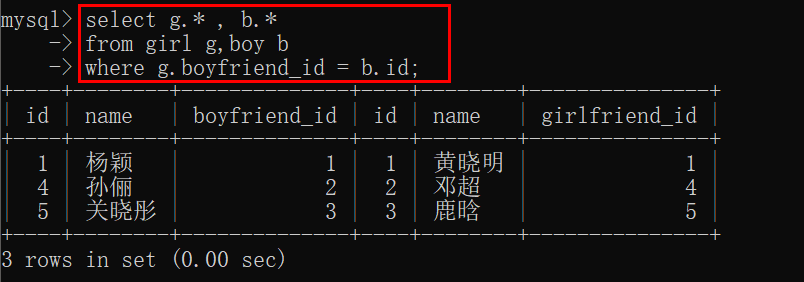 mysql> select g.* , b.*
    -> from girl g,boy b
    -> where g.boyfriend_id = b.id;
+----+--------+--------------+----+--------+---------------+
| id | name   | boyfriend_id | id | name   | girlfriend_id |
+----+--------+--------------+----+--------+---------------+
|  1 | 杨颖   |            1 |  1 | 黄晓明 |             1 |
|  4 | 孙俪   |            2 |  2 | 邓超   |             4 |
|  5 | 关晓彤 |            3 |  3 | 鹿晗   |             5 |
+----+--------+--------------+----+--------+---------------+
3 rows in set (0.00 sec)